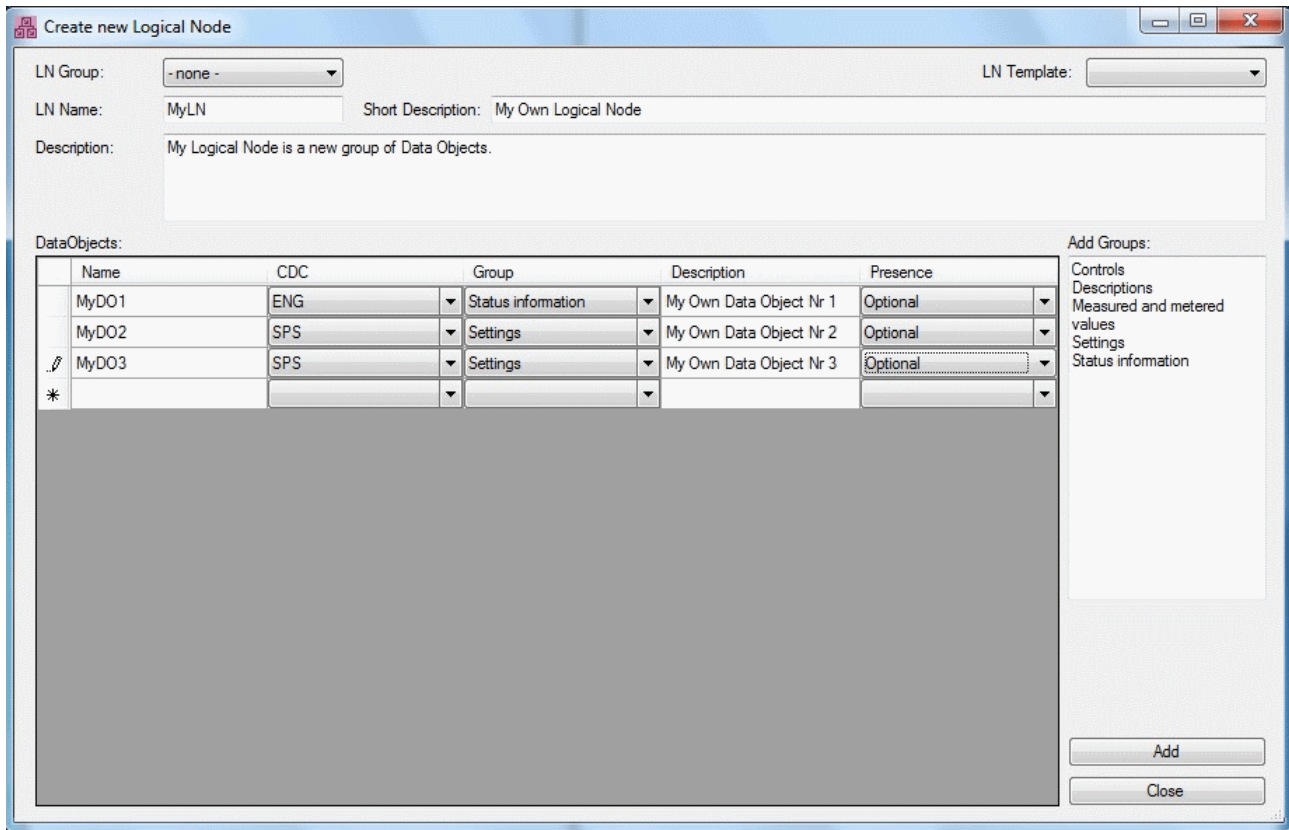 Create new Logical Node
LN Group: - none - LN Template:
LN Name: MyLN Short Description: My Own Logical Node
Description: My Logical Node is a new group of Data Objects.
DataObjects: Add Groups:
Name CDC Group Description Presence
MyDO1 ENG Status information My Own Data Object Nr 1 Optional
MyDO2 SPS Settings My Own Data Object Nr 2 Optional
MyDO3 SPS Settings My Own Data Object Nr 3 Optional
Controls
Descriptions
Measured and metered
values
Settings
Status information
Add
Close